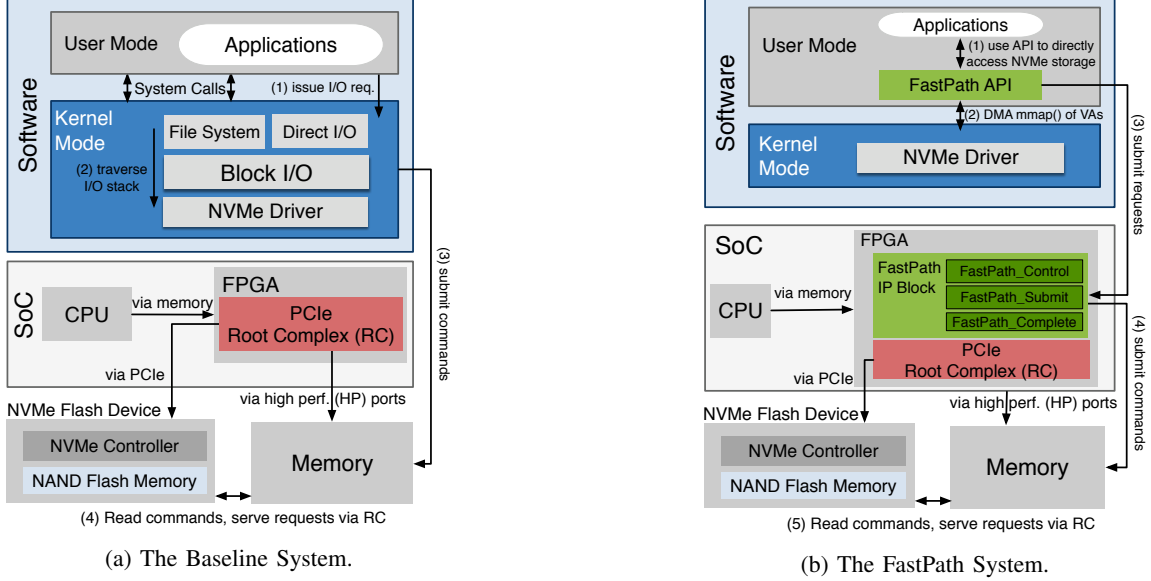 Software
User Mode
Applications
System Calls
(1) issue I/O req.
Kernel
Mode
File System
Direct I/O
(2) traverse
I/O stack
Block I/O
NVMe Driver
(3) submit commands
SoC
CPU
via memory
FPGA
PCIe
Root Complex (RC)
via PCIe
via high perf. (HP) ports
NVMe Flash Device
NVMe Controller
NAND Flash Memory
Memory
(4) Read commands, serve requests via RC
(a) The Baseline System.
Software
User Mode
Applications
(1) use API to directly
access NVMe storage
FastPath API
(2) DMA mmap() of VAs
(3) submit requests
Kernel
Mode
NVMe Driver
SoC
FPGA
FastPath
IP Block
FastPath_Control
FastPath_Submit
FastPath_Complete
CPU
via memory
PCIe
Root Complex (RC)
(4) submit commands
via PCIe
via high perf. (HP) ports
NVMe Flash Device
NVMe Controller
NAND Flash Memory
Memory
(5) Read commands, serve requests via RC
(b) The FastPath System.